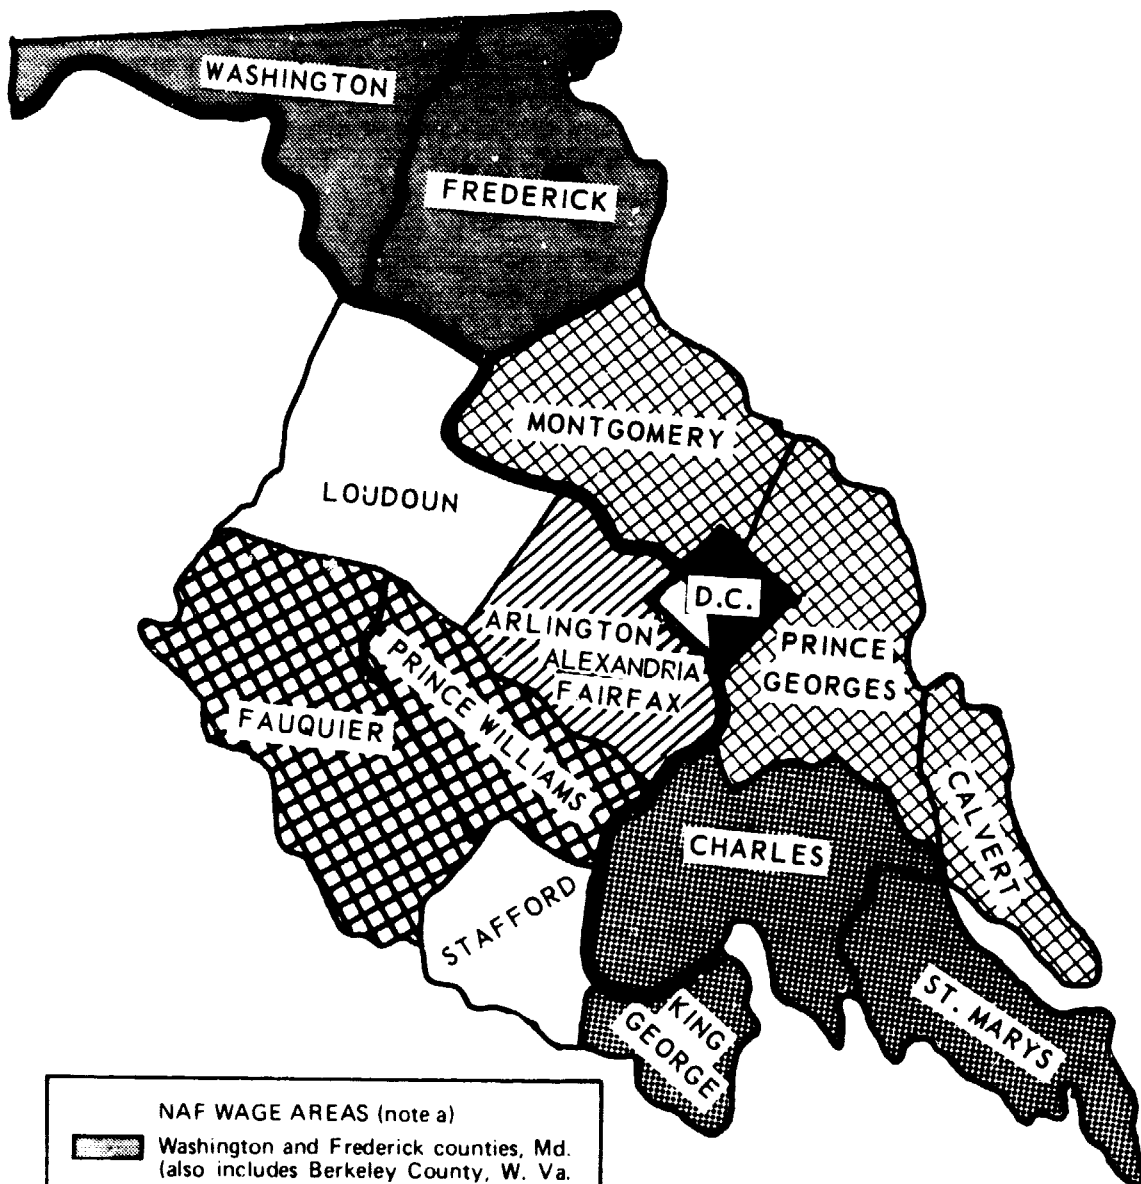 WASHINGTON
FREDERICK
MONTGOMERY
LOUDOUN
D.C.
ARLINGTON
ALEXANDRIA
FAIRFAX
PRINCE
GEORGES
PRINCE WILLIAMS
FAUQUIER
CALVERT
CHARLES
STAFFORD
ST. MARYS
KING
GEORGE
NAF WAGE AREAS (note a)
Washington and Frederick counties, Md.
(also includes Berkeley County, W. Va.